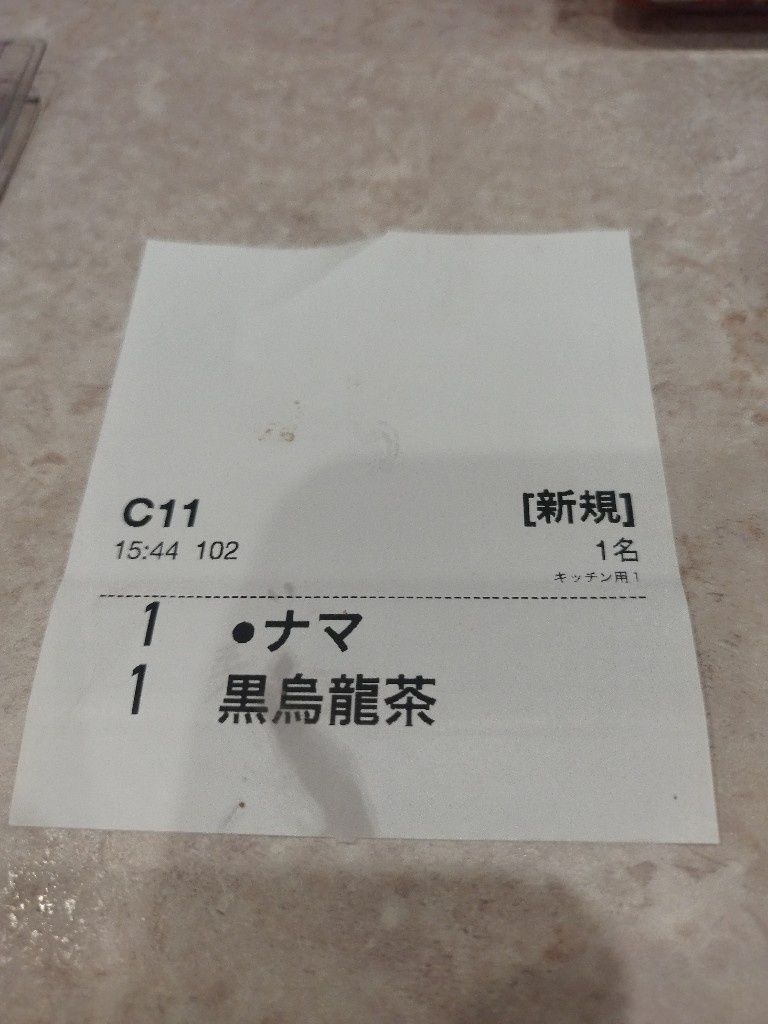 C11 [新規]
15:44 102 1名
キッチン用1
1 ●ナマ
1 黒烏龍茶